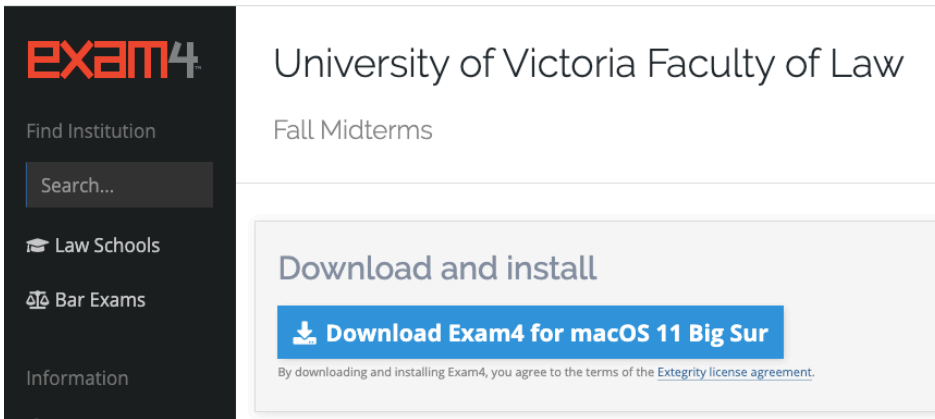 exam4™
Find Institution
Search...
Law Schools
Bar Exams
Information
University of Victoria Faculty of Law
Fall Midterms
Download and install
Download Exam4 for macOS 11 Big Sur
By downloading and installing Exam4, you agree to the terms of the Extegrity license agreement.